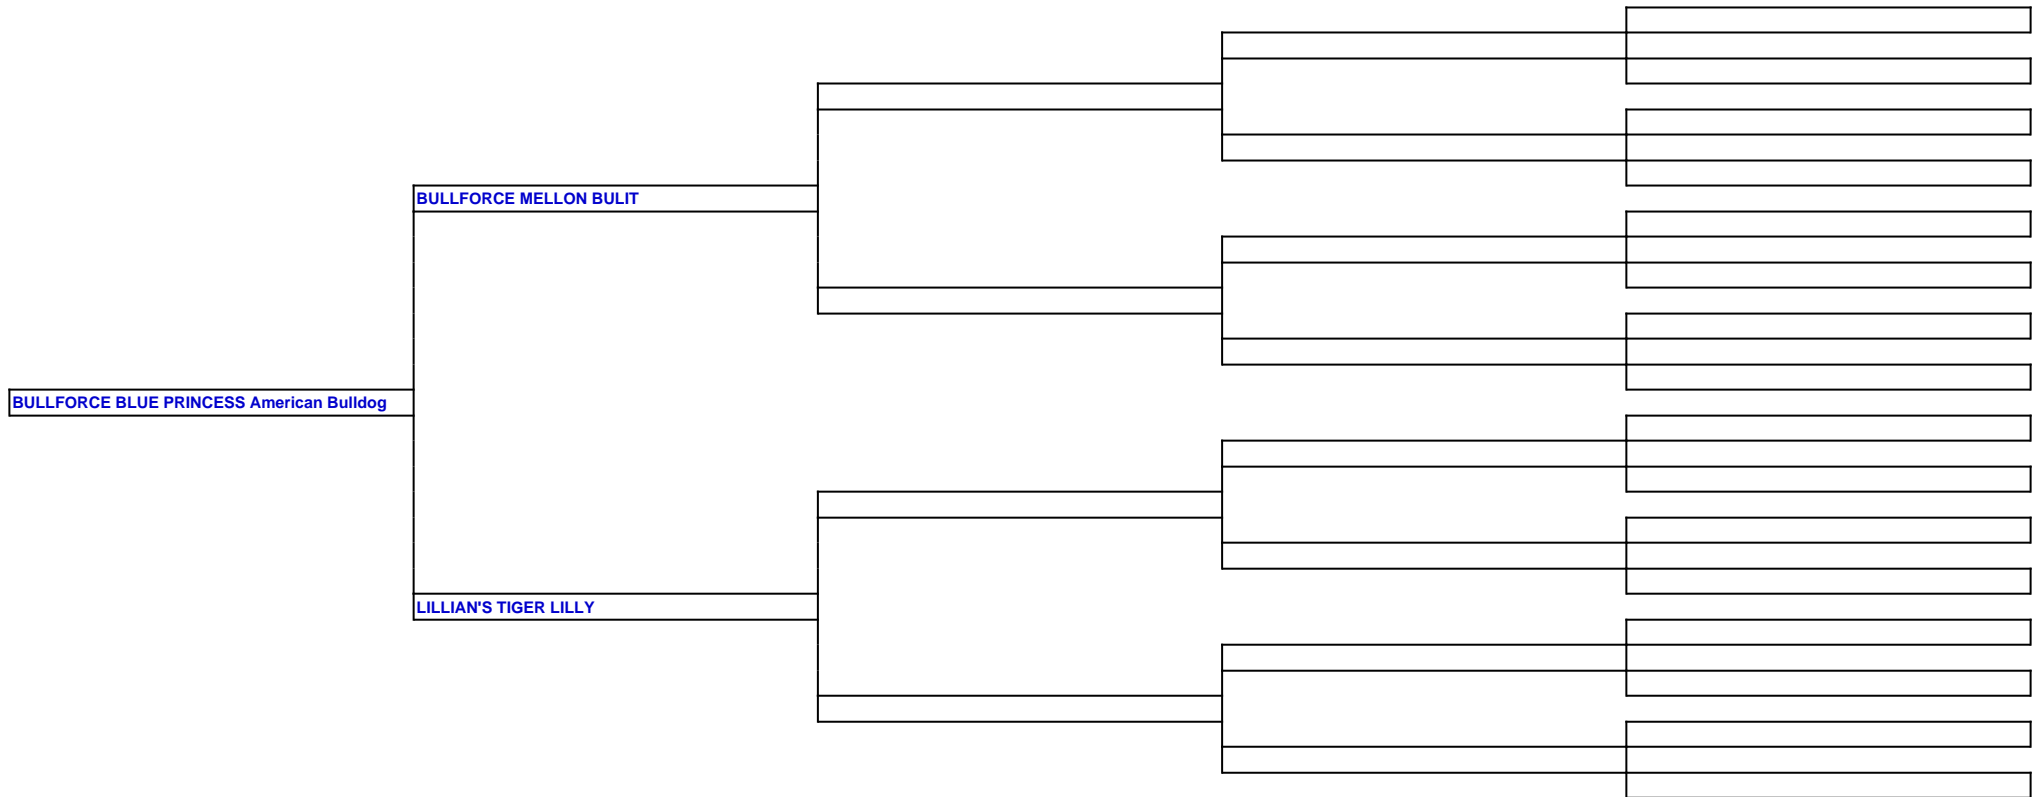 BULLFORCE MELLON BULIT
BULLFORCE BLUE PRINCESS American Bulldog
LILLIAN'S TIGER LILLY